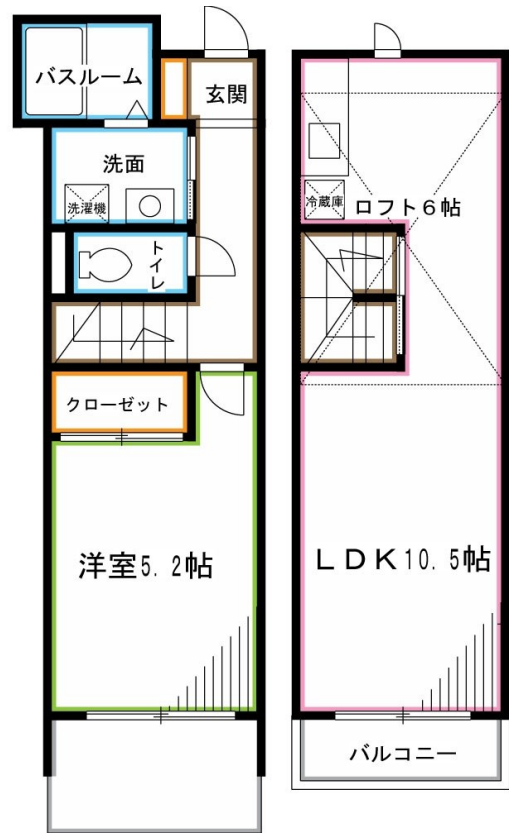 バスルーム
玄関
洗面
洗濯機
トイレ
クローゼット
洋室5.2帖
冷蔵庫
ロフト6帖
LDK10.5帖
バルコニー